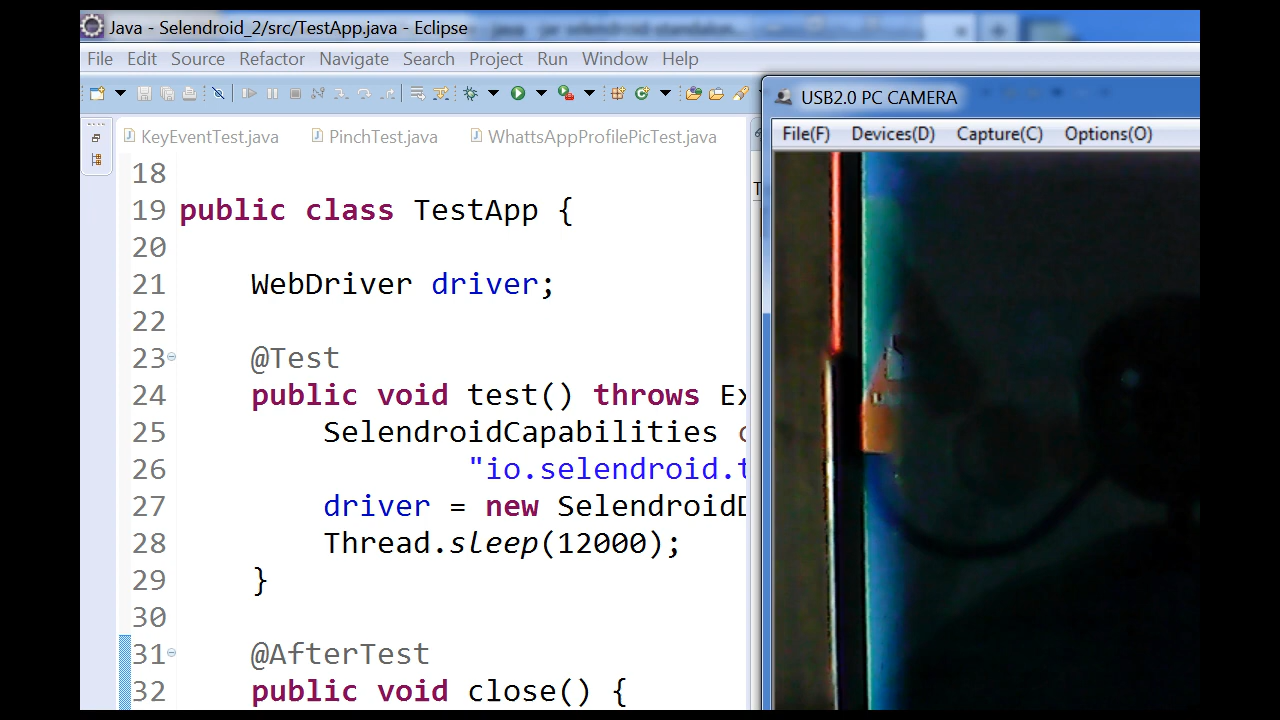 Java - Selendroid_2/src/TestApp.java - Eclipse
File Edit Source Refactor Navigate Search Project Run Window Help
USB2.0 PC CAMERA
File(F) Devices(D) Capture(C) Options(O)
KeyEventTest.java PinchTest.java WhattsAppProfilePicTest.java
18
19 public class TestApp {
20
21 WebDriver driver;
22
23 @Test
24 public void test() throws Ex
25 SelendroidCapabilities c
26 "io.selendroid.t
27 driver = new SelendroidD
28 Thread.sleep(12000);
29 }
30
31 @AfterTest
32 public void close() {